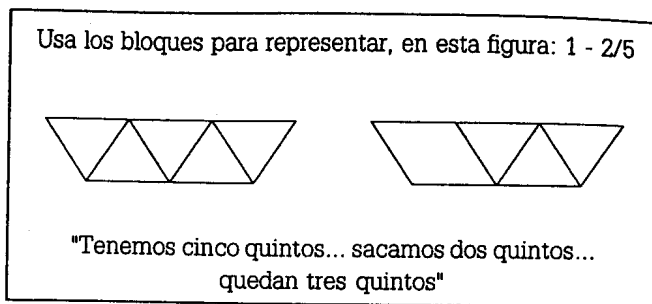 Usa los bloques para representar, en esta figura: 1 - 2/5
"Tenemos cinco quintos... sacamos dos quintos...
quedan tres quintos"